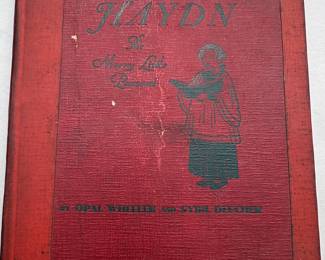 HAYDN
The
Merry Little
Peasant
BY OPAL WHEELER AND SYBIL DEUCHER